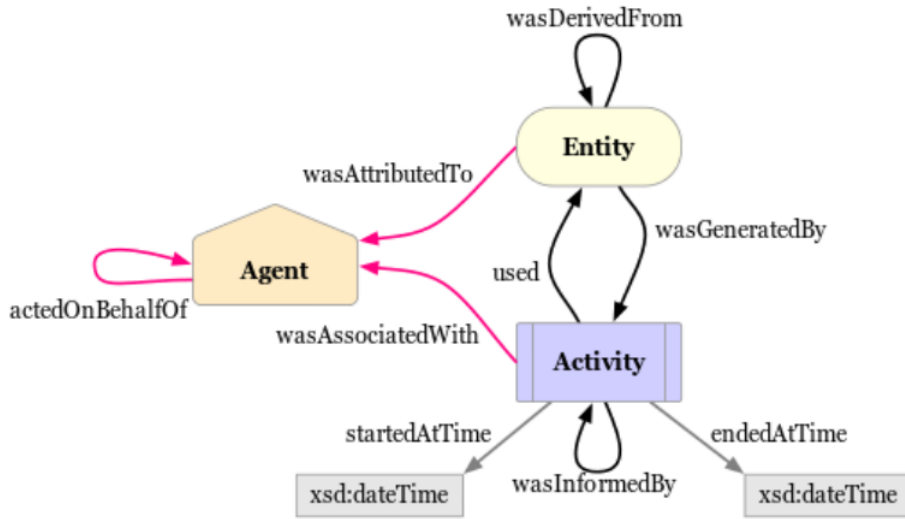 wasDerivedFrom
Entity
wasAttributedTo
wasGeneratedBy
Agent
used
actedOnBehalfOf
wasAssociatedWith
Activity
startedAtTime
endedAtTime
wasInformedBy
xsd:dateTime
xsd:dateTime